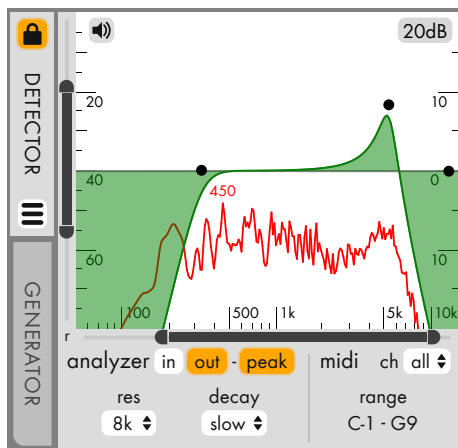 20dB
DETECTOR
20
10
40
0
450
60
10
GENERATOR
100
500
1k
5k
10k
r
analyzer in out - peak
midi ch all
res
decay
range
8k
slow
C-1 - G9